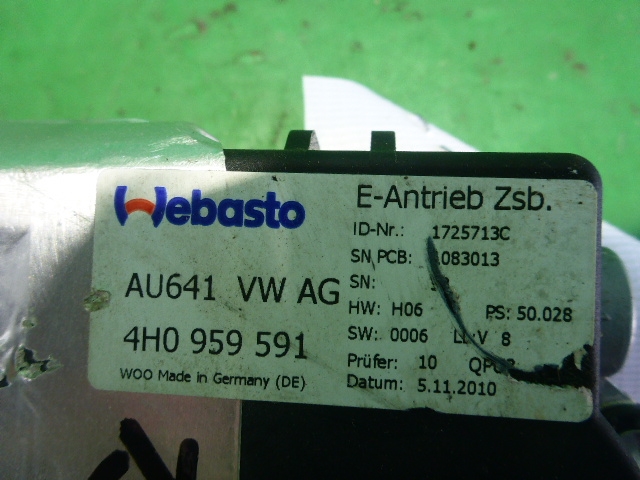 Webasto
AU641 VW AG
4H0 959 591
WOO Made in Germany (DE)
E-Antrieb Zsb.
ID-Nr.: 1725713C
SN PCB: 083013
SN:
HW: H06 PS: 50.028
SW: 0006 V 8
Prüfer: 10
Datum: 5.11.2010